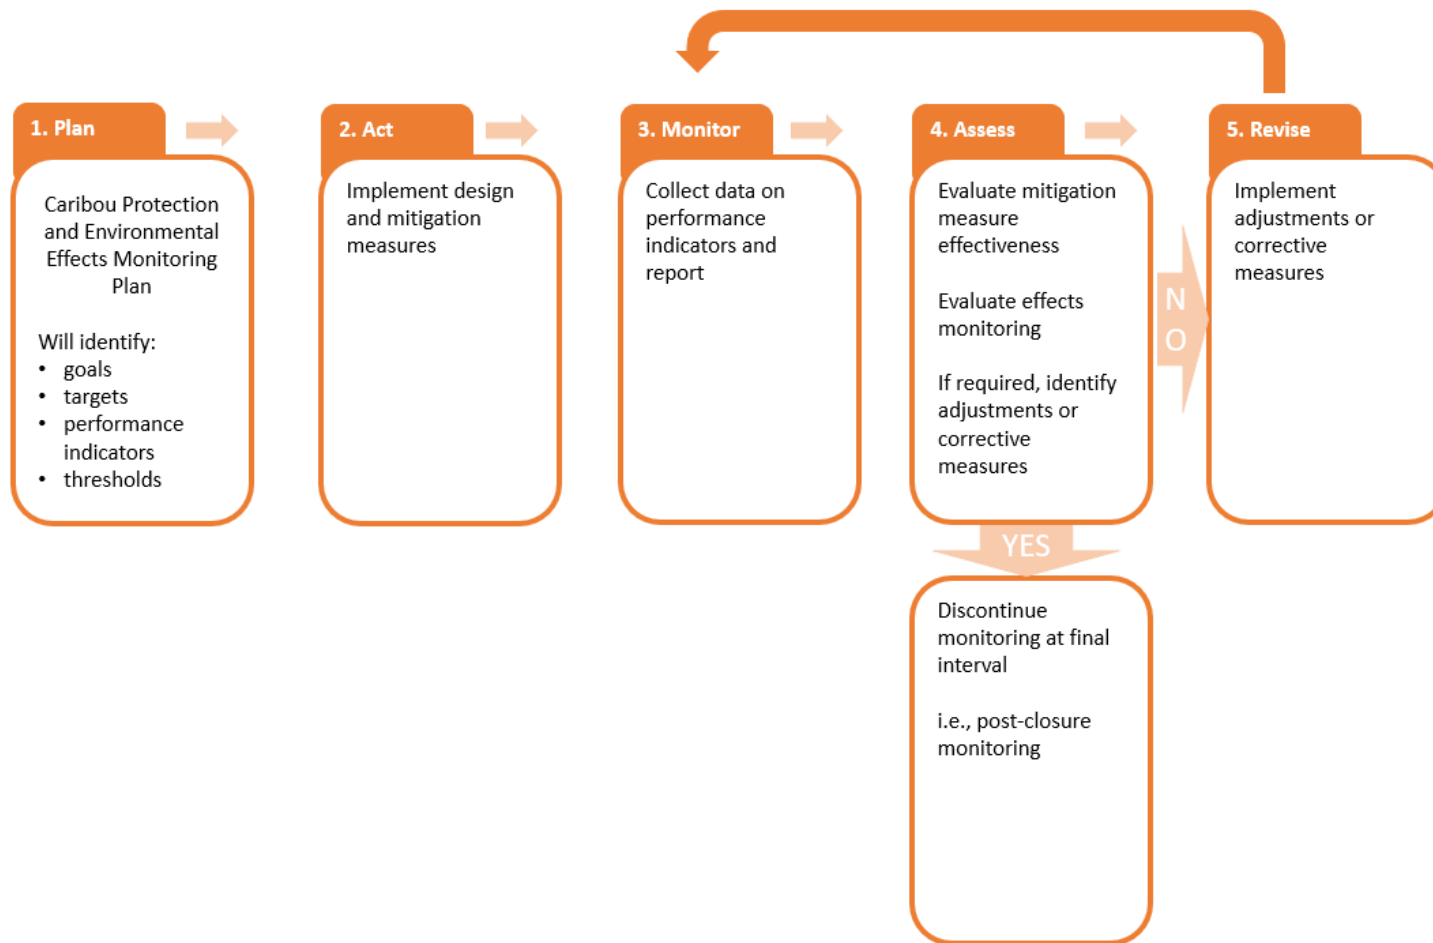 1. Plan
Caribou Protection
and Environmental
Effects Monitoring
Plan
Will identify:
• goals
• targets
• performance
indicators
• thresholds
2. Act
Implement design
and mitigation
measures
3. Monitor
Collect data on
performance
indicators and
report
4. Assess
Evaluate mitigation
measure
effectiveness
Evaluate effects
monitoring
If required, identify
adjustments or
corrective
measures
NO
YES
Discontinue
monitoring at final
interval
i.e., post-closure
monitoring
5. Revise
Implement
adjustments or
corrective
measures